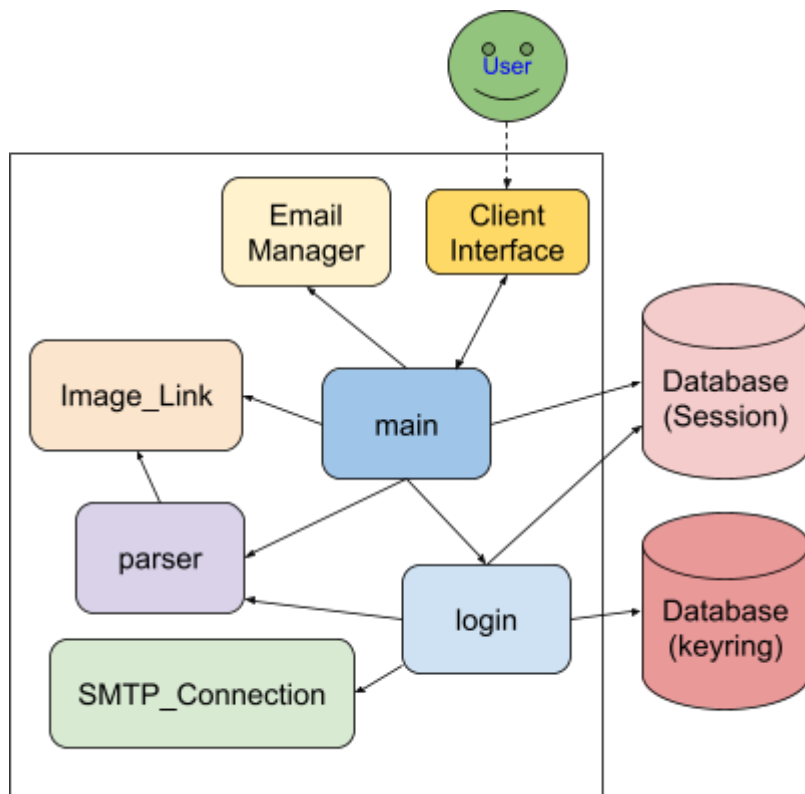 User
Email
Manager
Client
Interface
Image_Link
main
Database
(Session)
parser
login
Database
(keyring)
SMTP_Connection